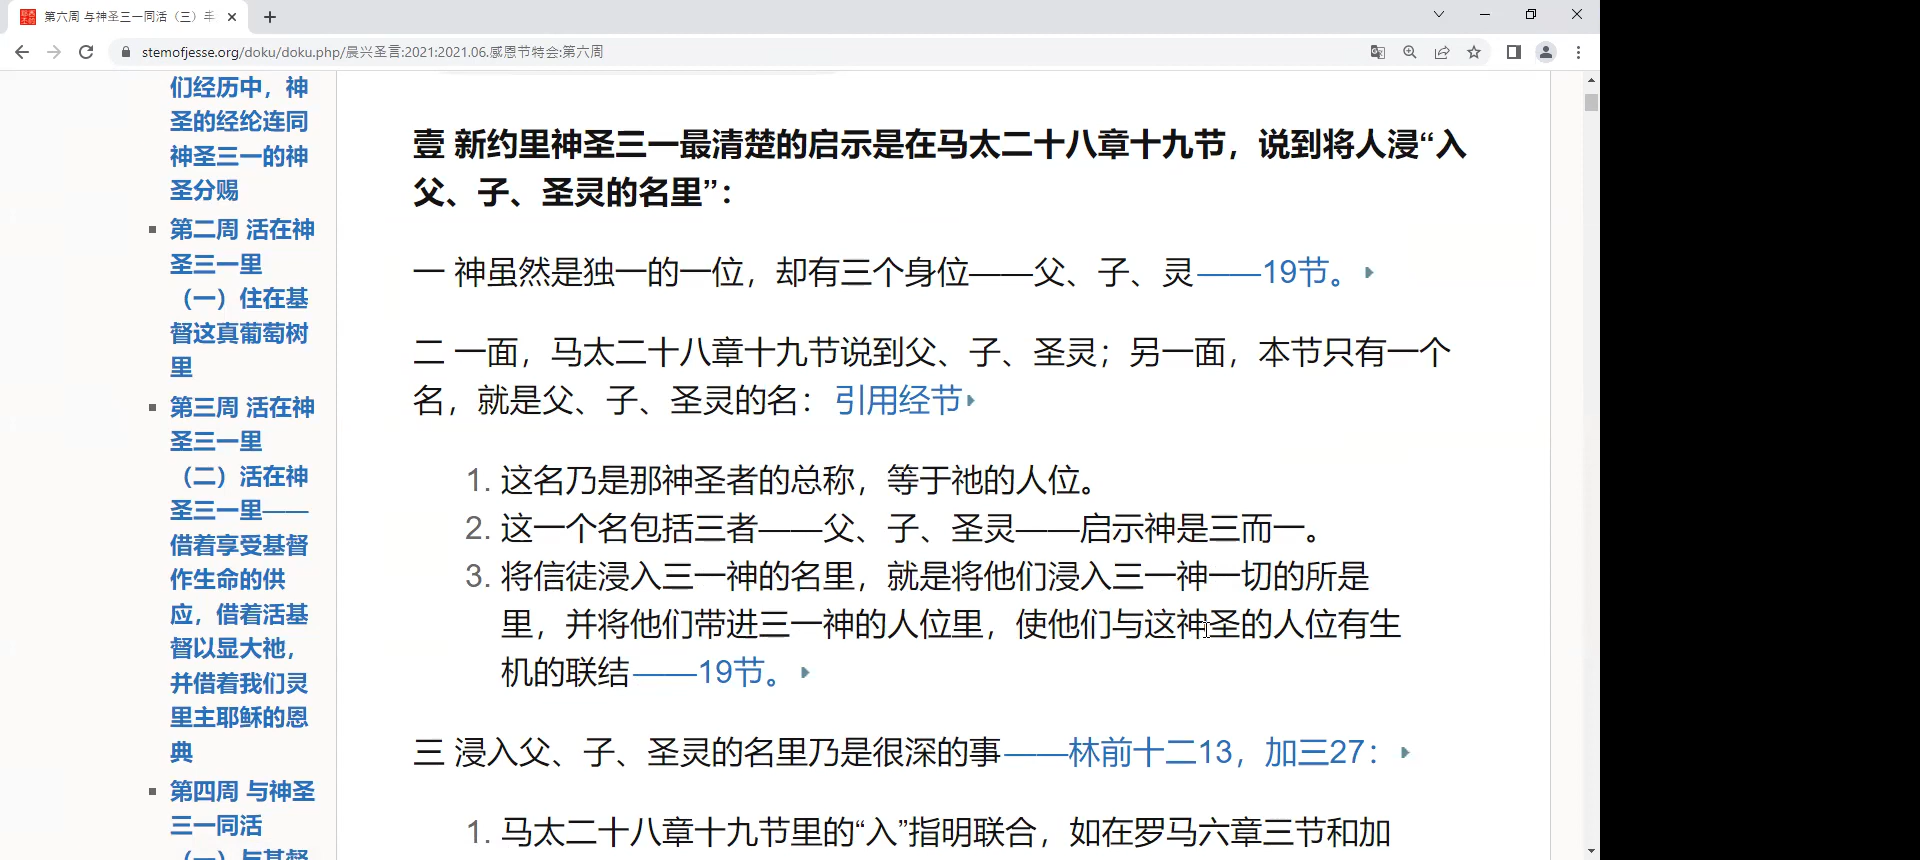 第六周 与神圣三一同活（三）
stemofjesse.org/doku/doku.php/晨兴圣言:2021:2021.06.感恩节特会:第六周
们经历中，神
圣的经纶连同
神圣三一的神
圣分赐
第二周 活在神
圣三一里
（一）住在基
督这真葡萄树
里
第三周 活在神
圣三一里
（二）活在神
圣三一里——
借着享受基督
作生命的供
应，借着活基
督以显大祂，
并借着我们灵
里主耶稣的恩
典
第四周 与神圣
三一同活
（一）与基督
壹 新约里神圣三一最清楚的启示是在马太二十八章十九节，说到将人浸“入
父、子、圣灵的名里”：
一 神虽然是独一的一位，却有三个身位——父、子、灵——19节。
二 一面，马太二十八章十九节说到父、子、圣灵；另一面，本节只有一个
名，就是父、子、圣灵的名： 引用经节
1. 这名乃是那神圣者的总称，等于祂的人位。
2. 这一个名包括三者——父、子、圣灵——启示神是三而一。
3. 将信徒浸入三一神的名里，就是将他们浸入三一神一切的所是
里，并将他们带进三一神的人位里，使他们与这神圣的人位有生
机的联结——19节。
三 浸入父、子、圣灵的名里乃是很深的事——林前十二13，加三27：
1. 马太二十八章十九节里的“入”指明联合，如在罗马六章三节和加